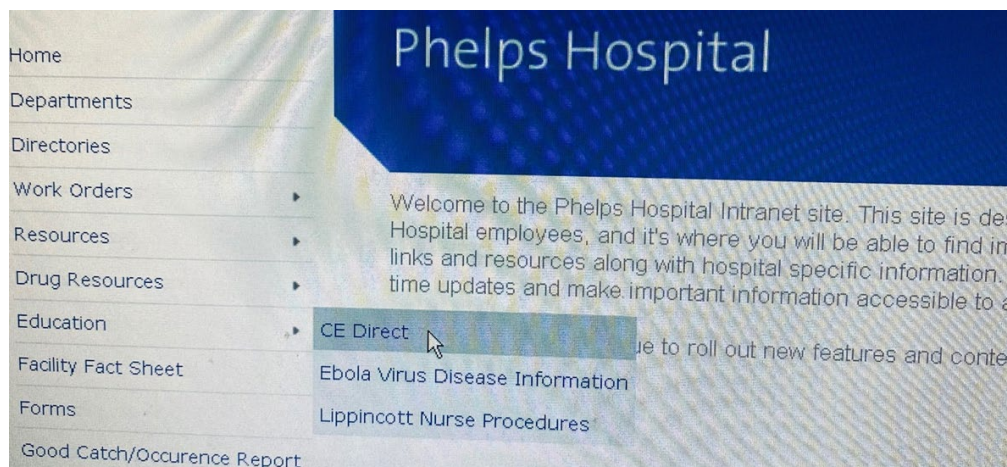 Phelps Hospital
Home
Departments
Directories
Work Orders
Resources
Drug Resources
Education
Facility Fact Sheet
Forms
Good Catch/Occurence Report
CE Direct
Ebola Virus Disease Information
Lippincott Nurse Procedures
Welcome to the Phelps Hospital Intranet site. This site is de
Hospital employees, and it's where you will be able to find in
links and resources along with hospital specific information.
time updates and make important information accessible to
to roll out new features and conte